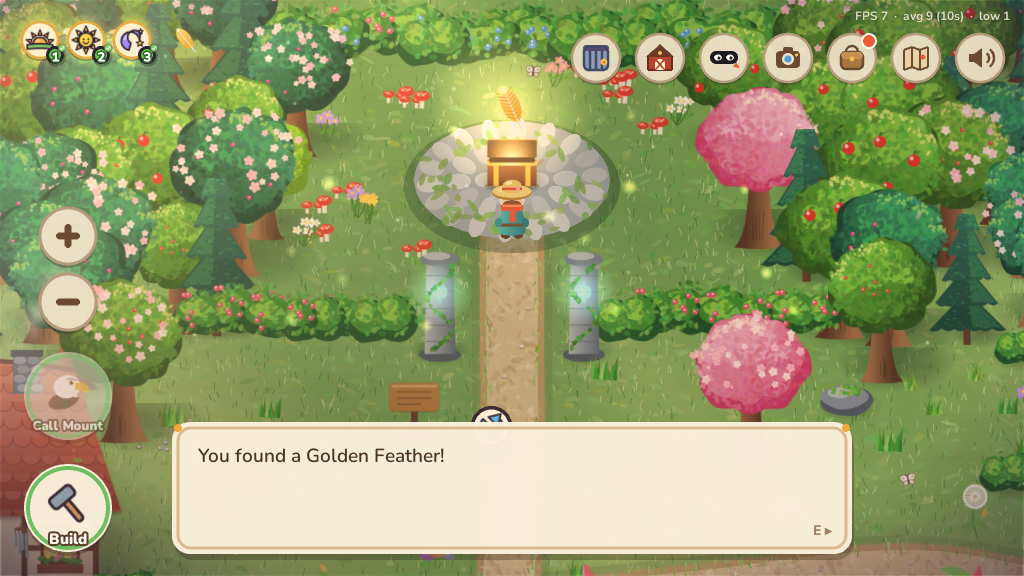 FPS 7 · avg 9 (10s) · low 1
1
2
3
Call Mount
Build
You found a Golden Feather!
E